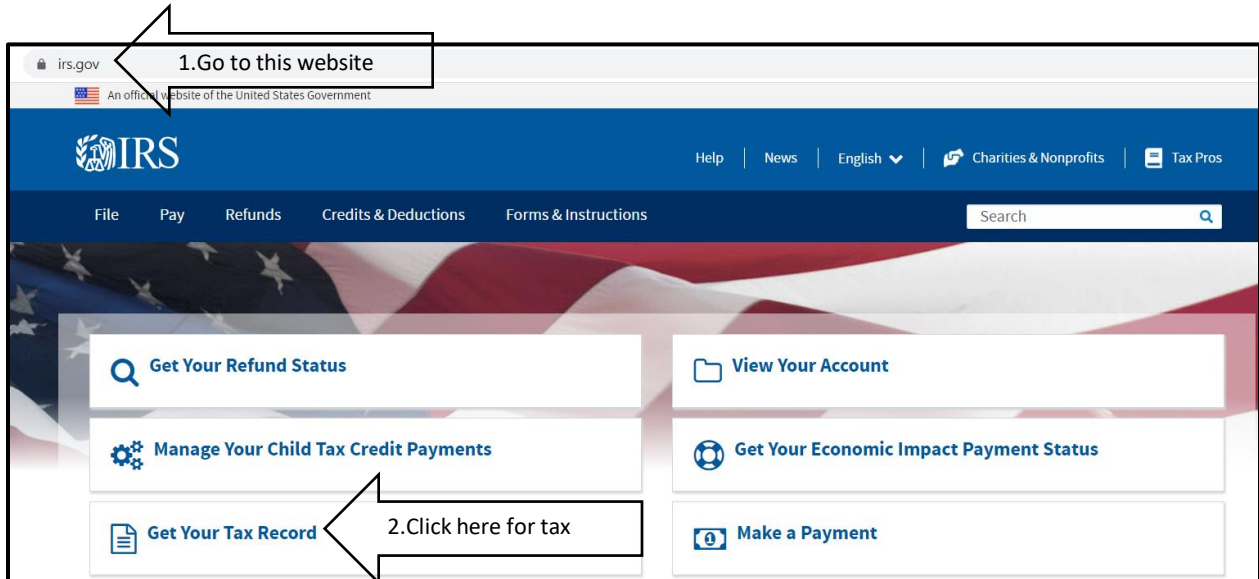 irs.gov
1.Go to this website
An official website of the United States Government
IRS
Help
News
English
Charities & Nonprofits
Tax Pros
File
Pay
Refunds
Credits & Deductions
Forms & Instructions
Search
Get Your Refund Status
View Your Account
Manage Your Child Tax Credit Payments
Get Your Economic Impact Payment Status
Get Your Tax Record
2.Click here for tax
Make a Payment